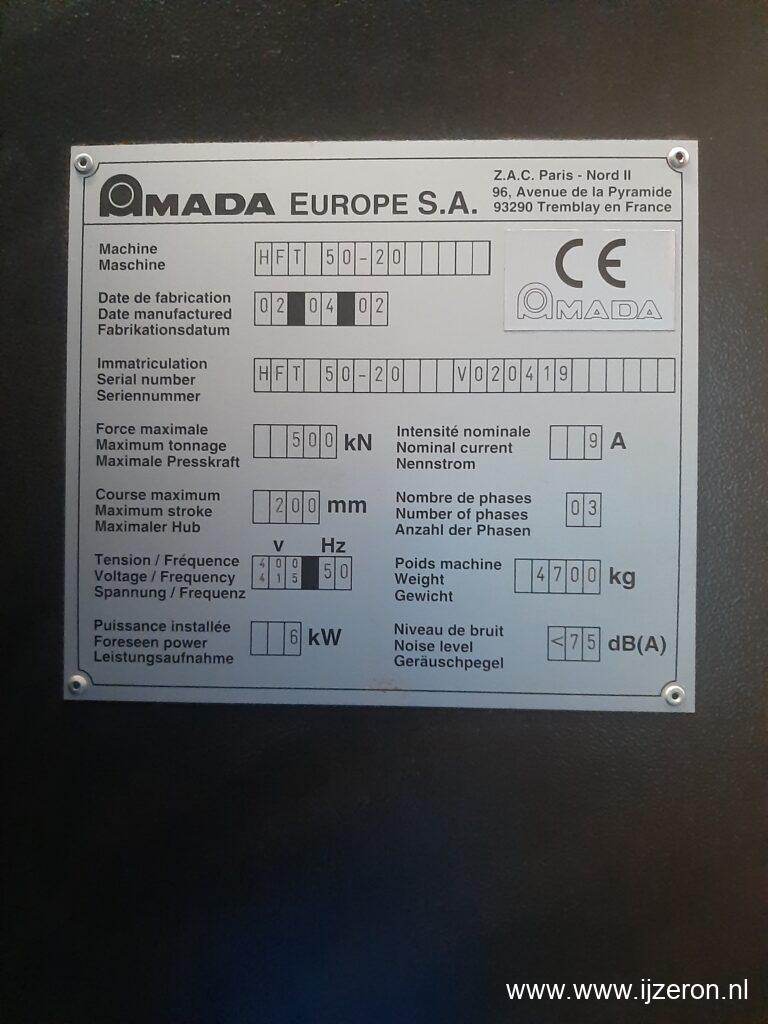 AMADA EUROPE S.A.
Z.A.C. Paris - Nord II
96, Avenue de la Pyramide
93290 Tremblay en France
Machine
Maschine
HFT 50-20
CE
AMADA
Date de fabrication
Date manufactured
Fabrikationsdatum
02 04 02
Immatriculation
Serial number
Seriennummer
HFT 50-20 V020419
Force maximale
Maximum tonnage
Maximale Presskraft
500 kN
Intensité nominale
Nominal current
Nennstrom
9 A
Course maximum
Maximum stroke
Maximaler Hub
200 mm
Nombre de phases
Number of phases
Anzahl der Phasen
03
Tension / Fréquence
Voltage / Frequency
Spannung / Frequenz
V Hz
400
415
50
Poids machine
Weight
Gewicht
4700 kg
Puissance installée
Foreseen power
Leistungsaufnahme
6 kW
Niveau de bruit
Noise level
Geräuschpegel
<75 dB(A)
www.www.ijzeron.nl